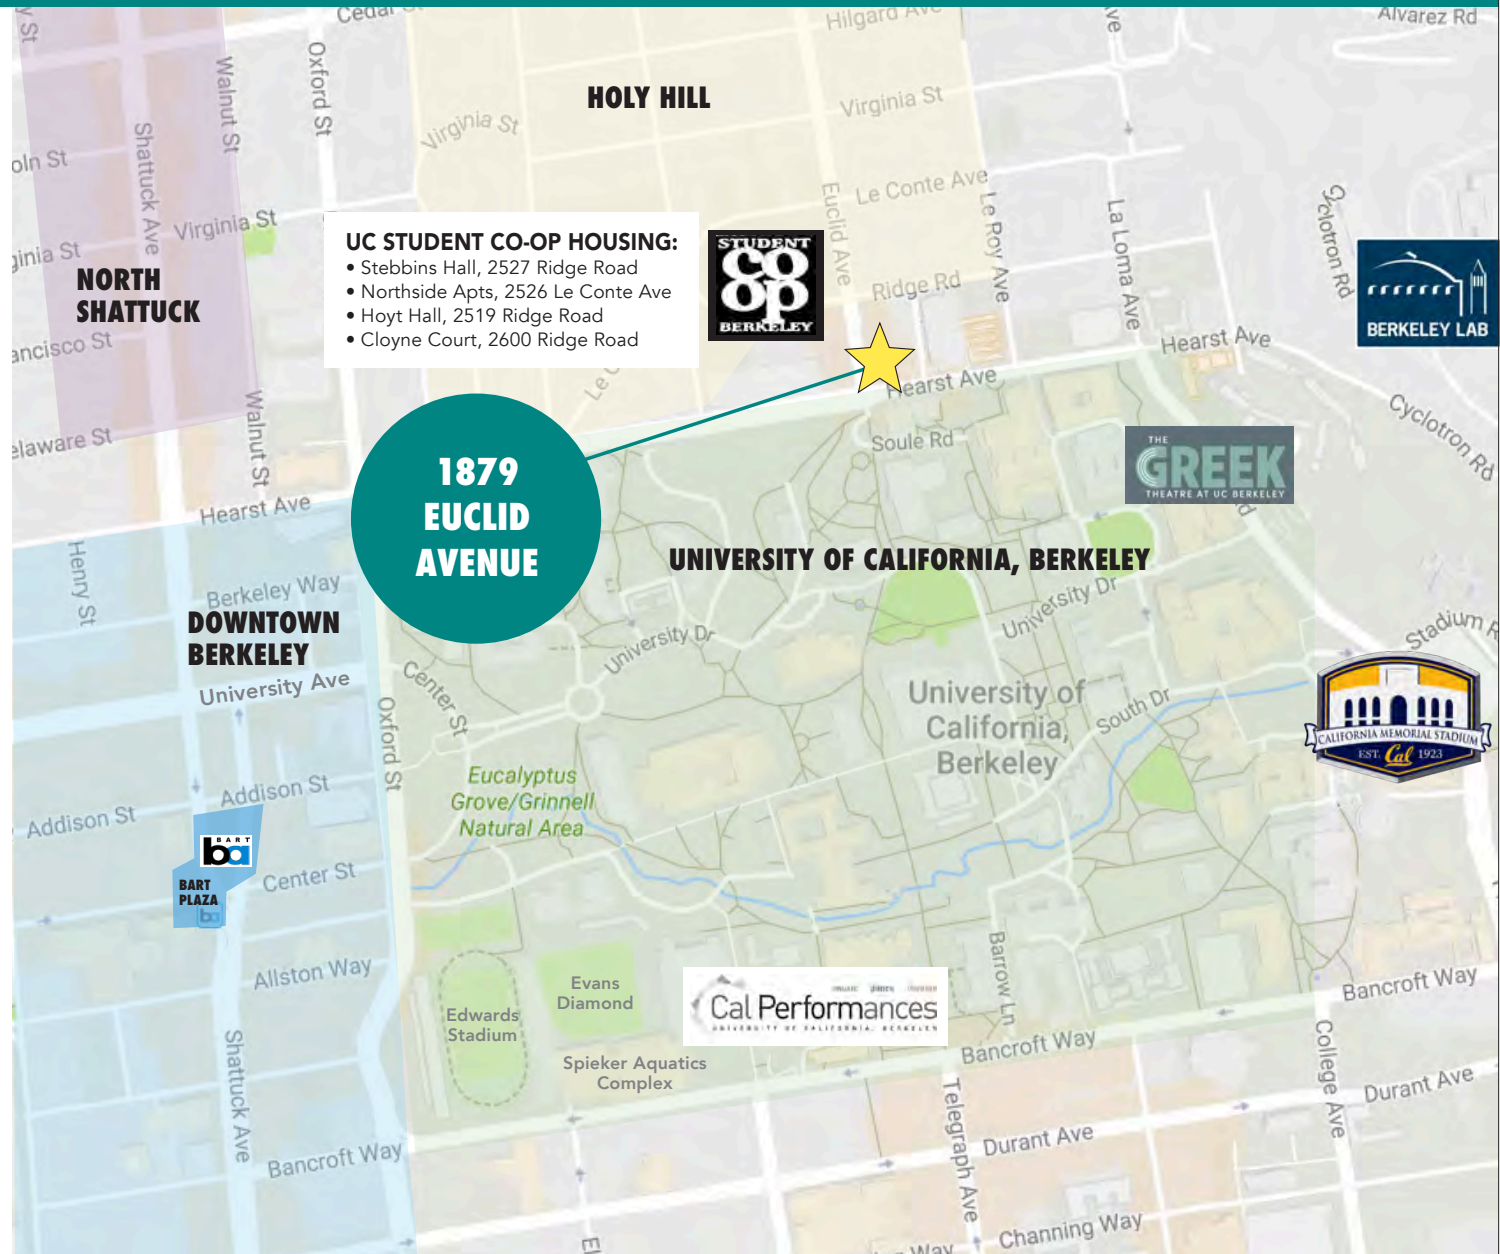 Cedar St
Hilgard Ave
Alvarez Rd
Walnut St
Oxford St
HOLY HILL
Virginia St
Virginia St
Shattuck Ave
Le Conte Ave
Virginia St
Euclid Ave
Le Roy Ave
La Loma Ave
Cyclotron Rd
NORTH
SHATTUCK
UC STUDENT CO-OP HOUSING:
• Stebbins Hall, 2527 Ridge Road
• Northside Apts, 2526 Le Conte Ave
• Hoyt Hall, 2519 Ridge Road
• Cloyne Court, 2600 Ridge Road
STUDENT
CO
OP
BERKELEY
Ridge Rd
BERKELEY LAB
Hearst Ave
Hearst Ave
Walnut St
Cyclotron Rd
Soule Rd
THE
GREEK
THEATRE AT UC BERKELEY
1879
EUCLID
AVENUE
Hearst Ave
Henry St
UNIVERSITY OF CALIFORNIA, BERKELEY
Berkeley Way
DOWNTOWN
BERKELEY
University Dr
University Dr
University Ave
Center St
Oxford St
University of
California,
Berkeley
South Dr
CALIFORNIA MEMORIAL STADIUM
EST. Cal 1923
Eucalyptus
Grove/Grinnell
Natural Area
Addison St
Addison St
BART
ba
BART
PLAZA
ba
Center St
Allston Way
Evans
Diamond
Edwards
Stadium
Cal Performances
UNIVERSITY OF CALIFORNIA, BERKELEY
Barrow Ln
Bancroft Way
Bancroft Way
Spieker Aquatics
Complex
Shattuck Ave
College Ave
Durant Ave
Telegraph Ave
Durant Ave
Bancroft Way
Channing Way
Way